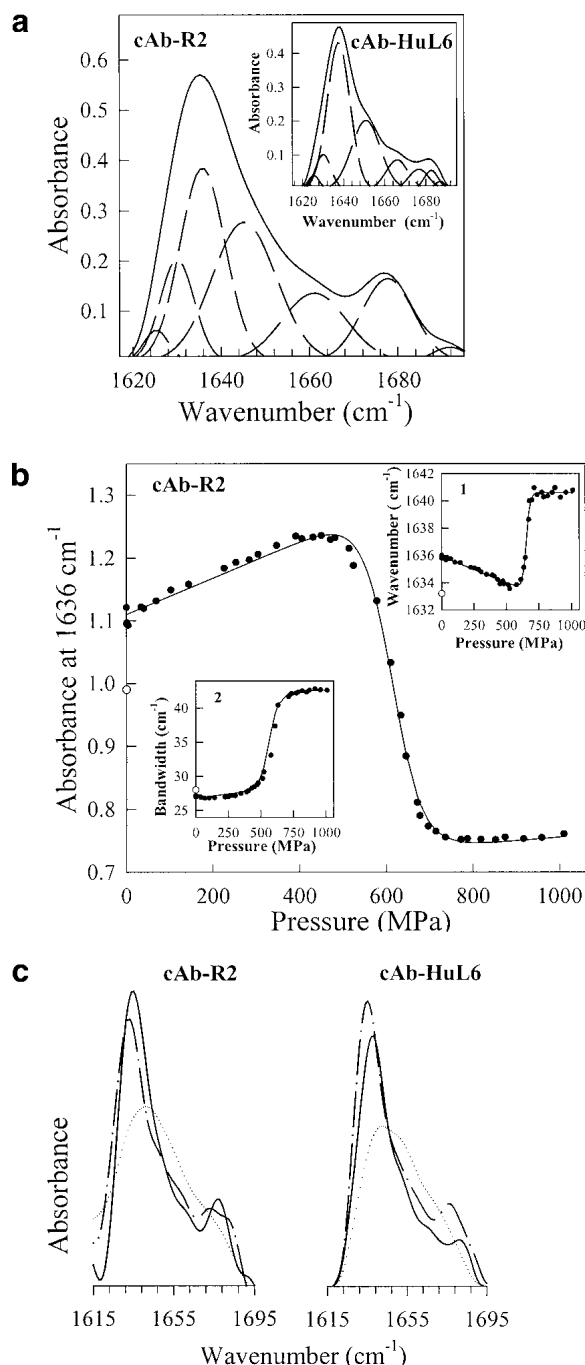 a
cAb-R2
cAb-HuL6
Absorbance
0.6
0.5
0.4
0.3
0.2
0.1
1620 1640 1660 1680
Wavenumber (cm-1)
Absorbance
0.4
0.3
0.2
0.1
1620 1640 1660 1680
Wavenumber (cm-1)
b
cAb-R2
Absorbance at 1636 cm-1
1.3
1.2
1.1
1.0
0.9
0.8
0.7
0 200 400 600 800 1000
Pressure (MPa)
1
Wavenumber (cm-1)
1642
1640
1638
1636
1634
1632
0 250 500 750 1000
Pressure (MPa)
2
Bandwidth (cm-1)
39
33
27
0 250 500 750 1000
Pressure (MPa)
c
cAb-R2
cAb-HuL6
Absorbance
1615 1655 1695
1615 1655 1695
Wavenumber (cm-1)